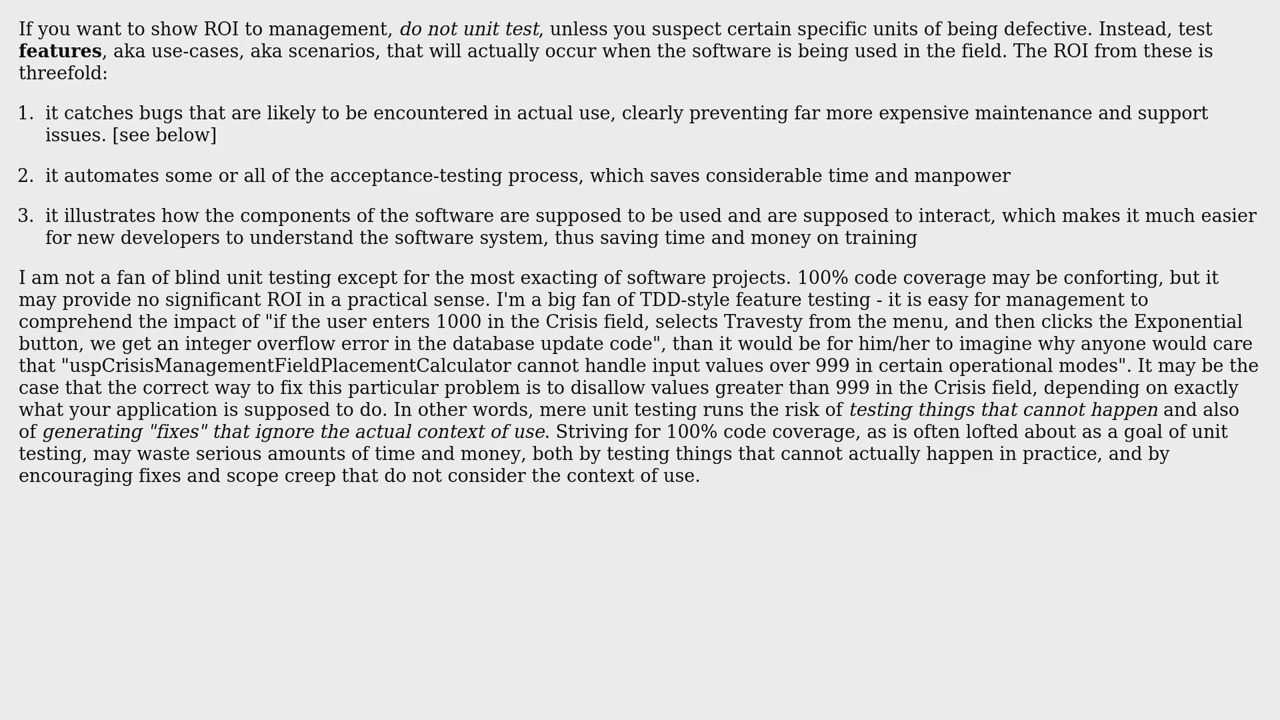 If you want to show ROI to management, do not unit test, unless you suspect certain specific units of being defective. Instead, test
features, aka use-cases, aka scenarios, that will actually occur when the software is being used in the field. The ROI from these is
threefold:
1. it catches bugs that are likely to be encountered in actual use, clearly preventing far more expensive maintenance and support
issues. [see below]
2. it automates some or all of the acceptance-testing process, which saves considerable time and manpower
3. it illustrates how the components of the software are supposed to be used and are supposed to interact, which makes it much easier
for new developers to understand the software system, thus saving time and money on training
I am not a fan of blind unit testing except for the most exacting of software projects. 100% code coverage may be conforting, but it
may provide no significant ROI in a practical sense. I'm a big fan of TDD-style feature testing - it is easy for management to
comprehend the impact of "if the user enters 1000 in the Crisis field, selects Travesty from the menu, and then clicks the Exponential
button, we get an integer overflow error in the database update code", than it would be for him/her to imagine why anyone would care
that "uspCrisisManagementFieldPlacementCalculator cannot handle input values over 999 in certain operational modes". It may be the
case that the correct way to fix this particular problem is to disallow values greater than 999 in the Crisis field, depending on exactly
what your application is supposed to do. In other words, mere unit testing runs the risk of testing things that cannot happen and also
of generating "fixes" that ignore the actual context of use. Striving for 100% code coverage, as is often lofted about as a goal of unit
testing, may waste serious amounts of time and money, both by testing things that cannot actually happen in practice, and by
encouraging fixes and scope creep that do not consider the context of use.